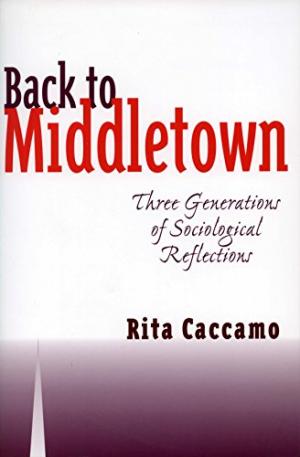 Back to
Middletown
Three Generations
of Sociological
Reflections
Rita Caccamo